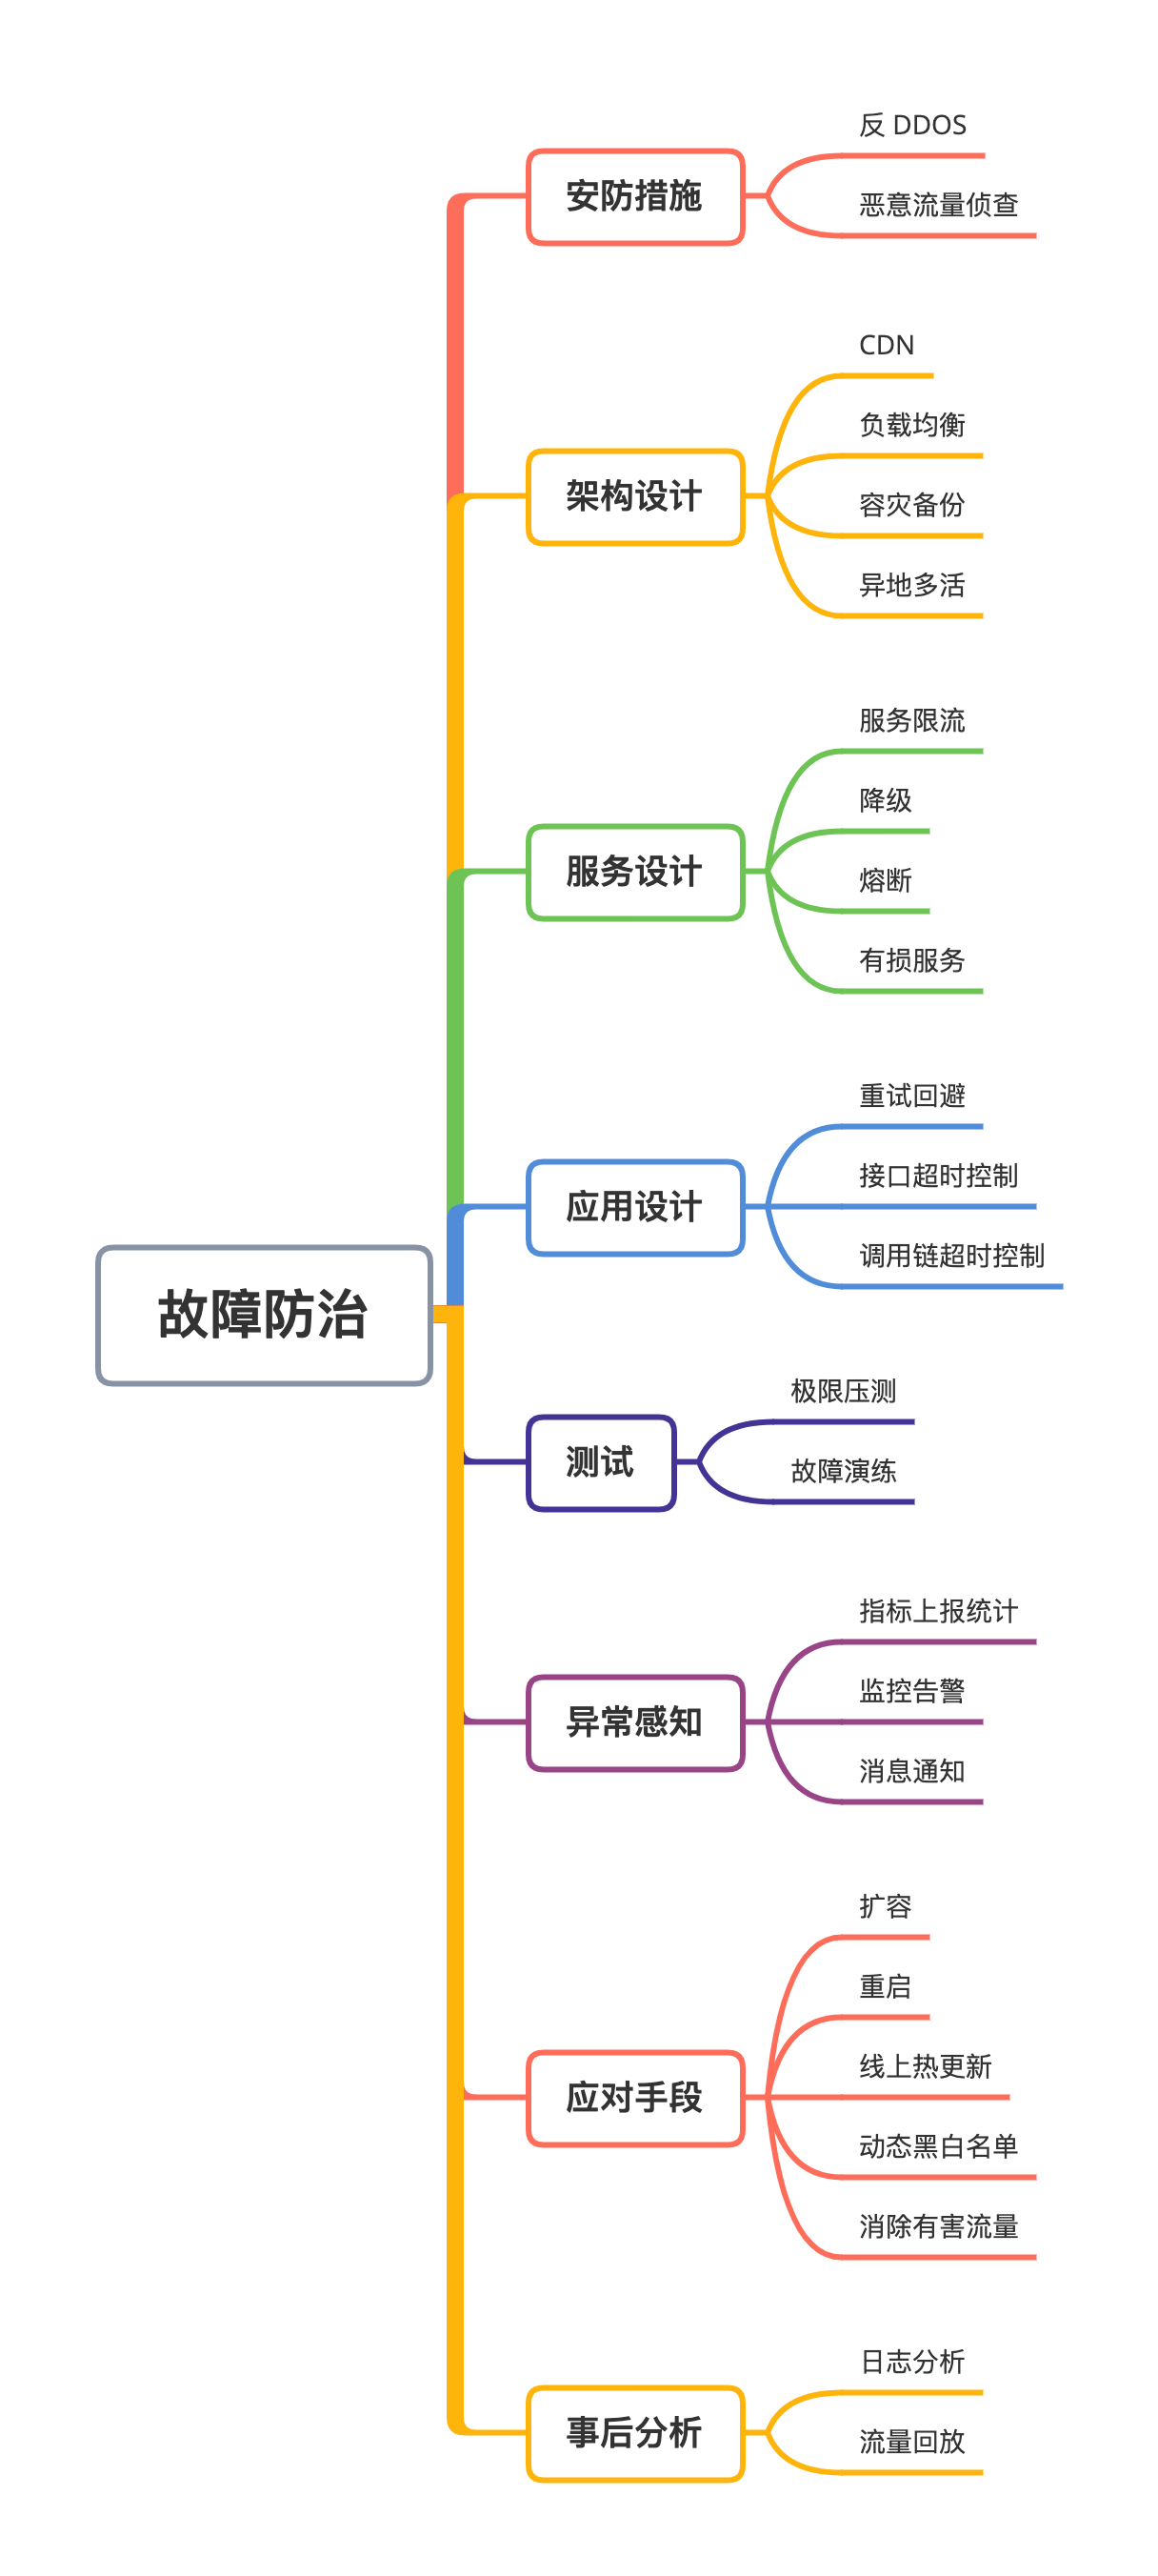 故障防治
安防措施
反 DDOS
恶意流量侦查
架构设计
CDN
负载均衡
容灾备份
异地多活
服务设计
服务限流
降级
熔断
有损服务
应用设计
重试回避
接口超时控制
调用链超时控制
测试
极限压测
故障演练
异常感知
指标上报统计
监控告警
消息通知
应对手段
扩容
重启
线上热更新
动态黑白名单
消除有害流量
事后分析
日志分析
流量回放